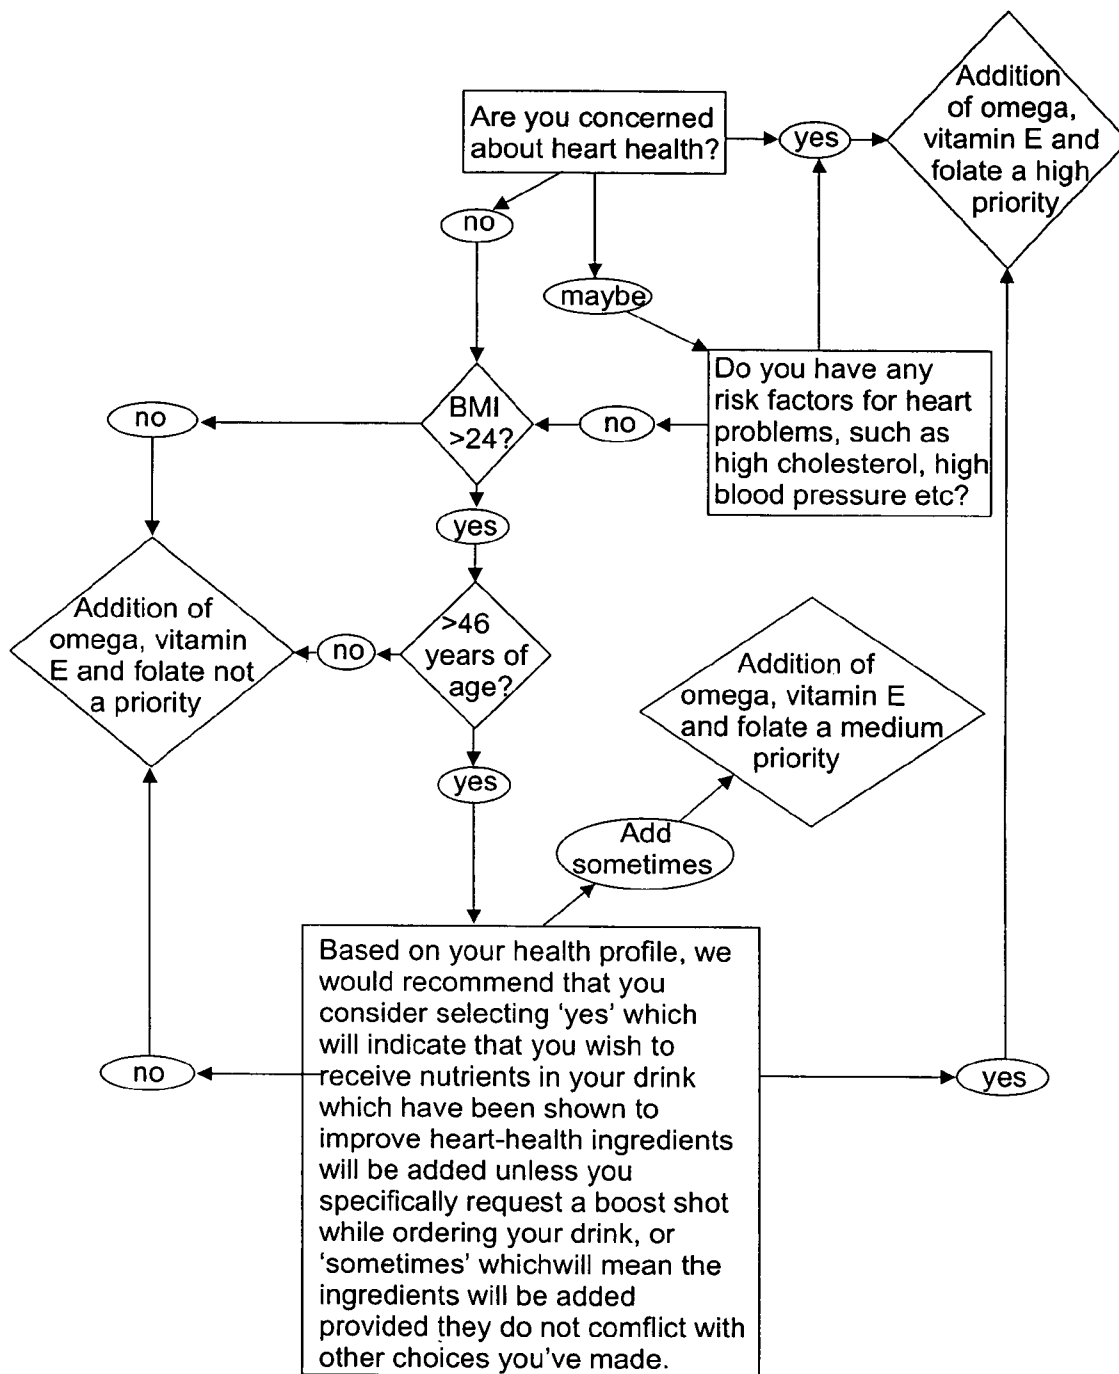 Addition
of omega,
vitamin E and
folate a high
priority
Are you concerned
about heart health?
yes
no
maybe
Do you have any
risk factors for heart
problems, such as
high cholesterol, high
blood pressure etc?
BMI
>24?
no
no
yes
Addition of
omega, vitamin
E and folate not
a priority
no
>46
years of
age?
Addition of
omega, vitamin E
and folate a medium
priority
yes
Add
sometimes
Based on your health profile, we
would recommend that you
consider selecting ‘yes’ which
will indicate that you wish to
receive nutrients in your drink
which have been shown to
improve heart-health ingredients
will be added unless you
specifically request a boost shot
while ordering your drink, or
‘sometimes’ whichwill mean the
ingredients will be added
provided they do not comflict with
other choices you’ve made.
no
yes